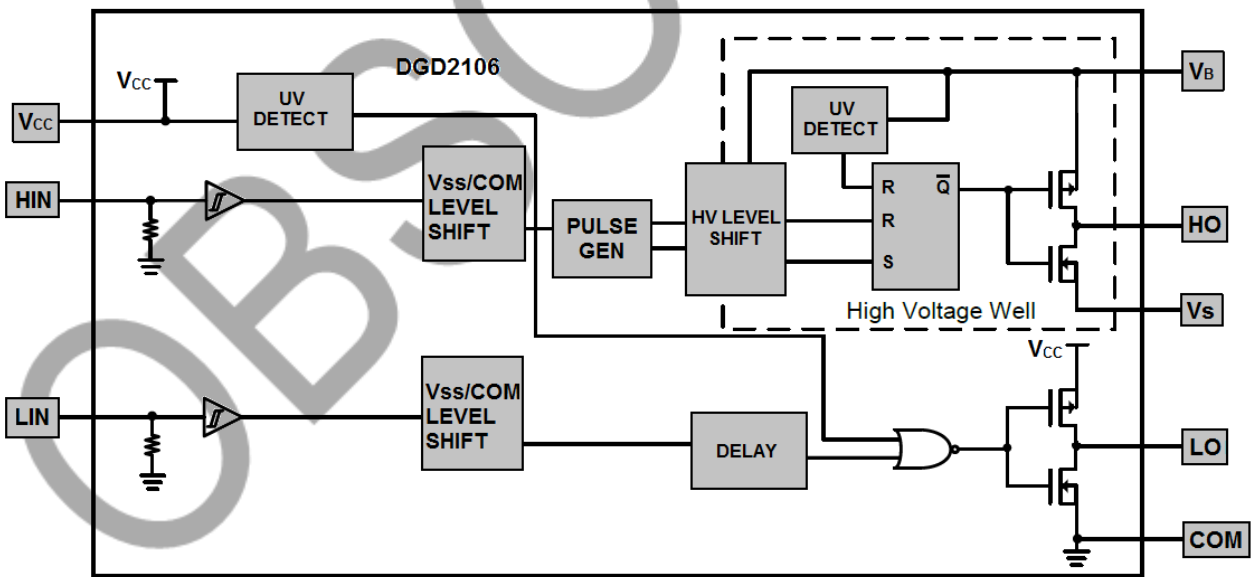 DGD2106
VCC
VCC
UV
DETECT
HIN
Vss/COM
LEVEL
SHIFT
PULSE
GEN
HV LEVEL
SHIFT
UV
DETECT
R
R
S
Q̅
High Voltage Well
VB
HO
Vs
LIN
Vss/COM
LEVEL
SHIFT
DELAY
VCC
LO
COM